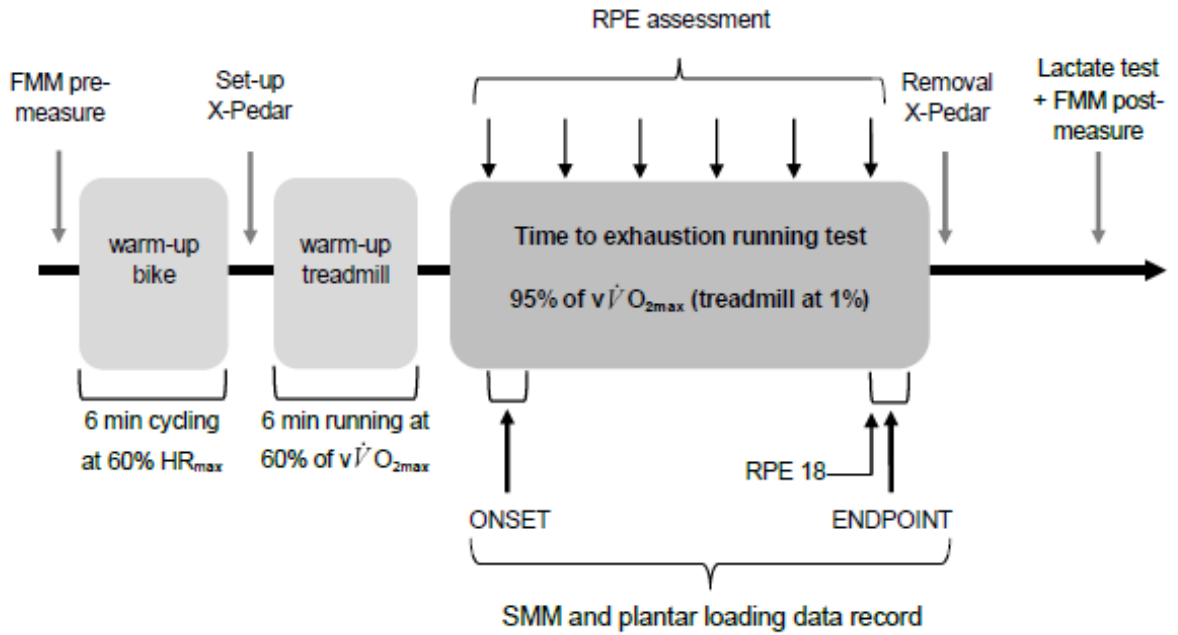 RPE assessment
FMM pre-
measure
Set-up
X-Pedar
Removal
X-Pedar
Lactate test
+ FMM post-
measure
warm-up
bike
warm-up
treadmill
Time to exhaustion running test
95% of vV̇O2max (treadmill at 1%)
6 min cycling
at 60% HRmax
6 min running at
60% of vV̇O2max
RPE 18
ONSET
ENDPOINT
SMM and plantar loading data record